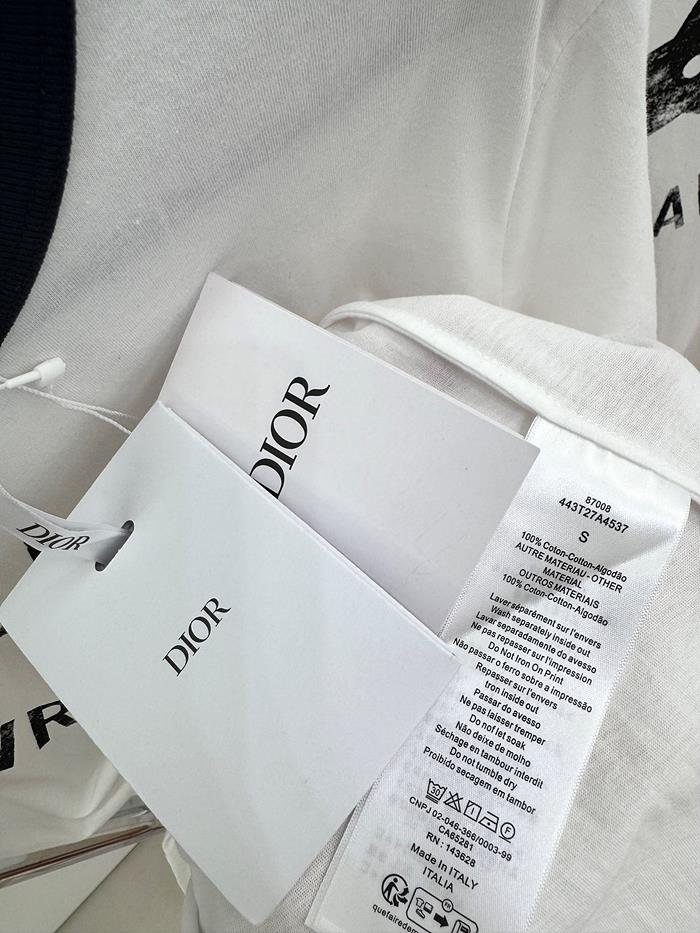 DIOR
DIOR
DIOR
87008
443T27A4537
S
100% Coton-Cotton-Algodão
AUTRE MATERIAU - OTHER
MATERIAL
OUTROS MATERIAIS
100% Coton-Cotton-Algodão
Laver séparément sur l'envers
Wash separately inside out
Lavar separadamente do avesso
Ne pas repasser sur l'impression
Do Not Iron On Print
Não passar o ferro sobre a impressão
Repasser sur l'envers
Iron inside out
Passar do avesso
Ne pas laisser tremper
Do not let soak
Não deixe de molho
Séchage en tambour interdit
Do not tumble dry
Proibido secagem em tambor
30
F
CNPJ 02-046-366/0003-99
CA65281
RN : 143628
Made In ITALY
ITALIA
FR